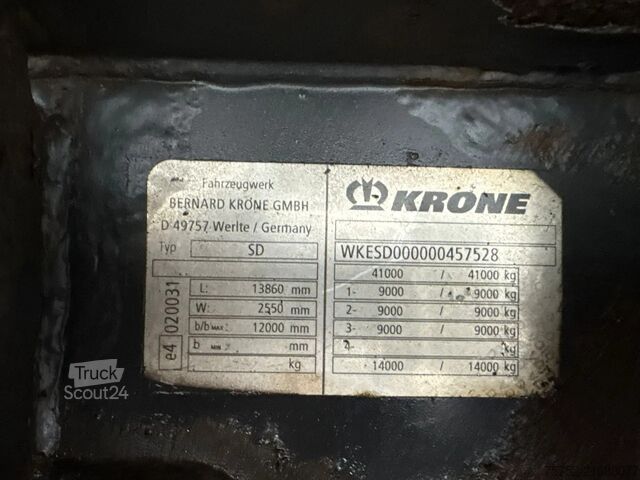 Fahrzeugwerk
BERNARD KRONE GMBH
D 49757 Werlte / Germany
Typ SD
L: 13860 mm
W: 2550 mm
b/b MAX: 12000 mm
b MIN mm
kg
e4 020031
KRONE
WKESD000000457528
41000 / 41000 kg
1- 9000 / 9000 kg
2- 9000 / 9000 kg
3- 9000 / 9000 kg
4- / kg
14000 / 14000 kg
Truck
Scout24